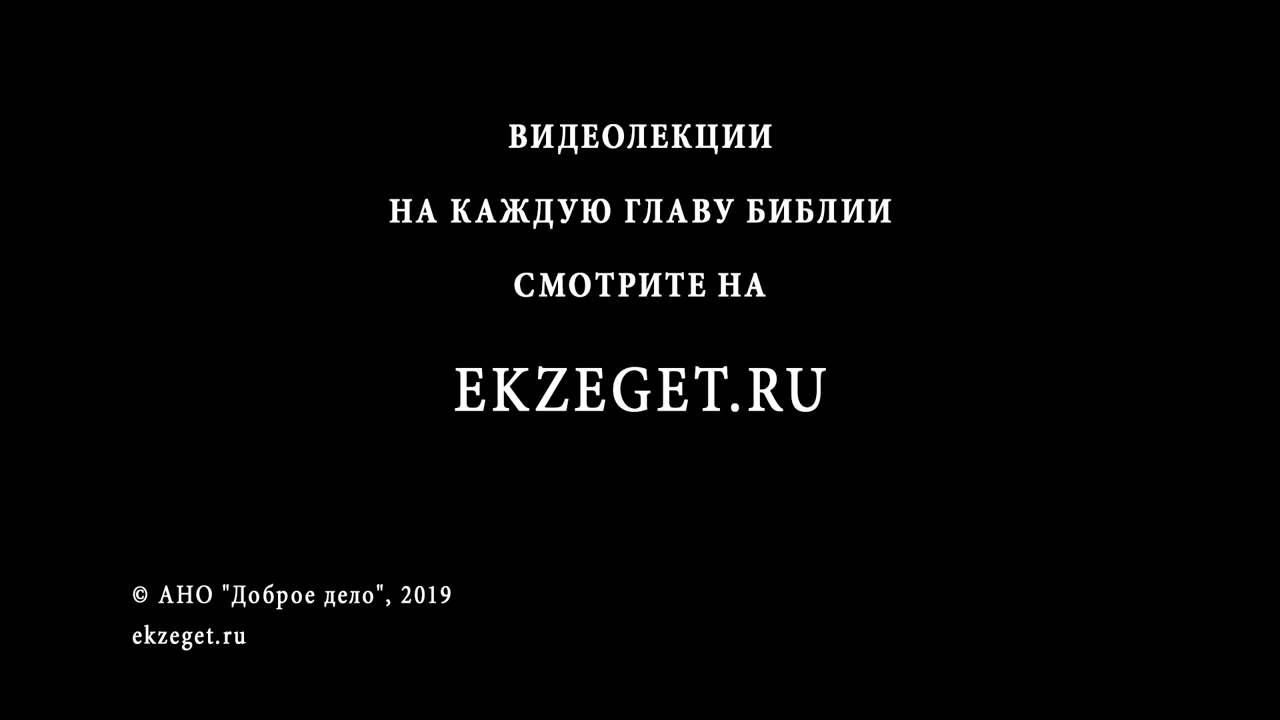 ВИДЕОЛЕКЦИИ
НА КАЖДУЮ ГЛАВУ БИБЛИИ
СМОТРИТЕ НА
EKZEGET.RU
© АНО "Доброе дело", 2019
ekzeget.ru